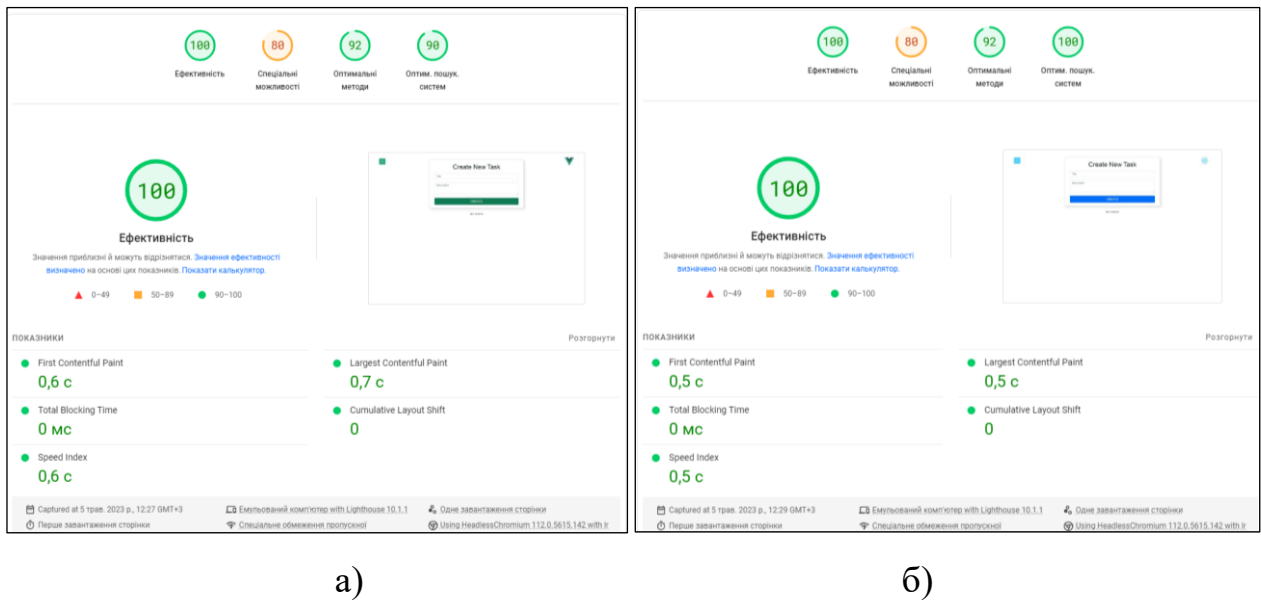 100
80
92
90
Ефективність
Спеціальні можливості
Оптимальні методи
Оптим. пошук. систем
Create New Task
100
Ефективність
Значення приблизні й можуть відрізнятися. Значення ефективності
визначено на основі цих показників. Показати калькулятор.
0–49
50–89
90–100
ПОКАЗНИКИ
Розгорнути
First Contentful Paint
0,6 с
Largest Contentful Paint
0,7 с
Total Blocking Time
0 мс
Cumulative Layout Shift
0
Speed Index
0,6 с
Captured at 5 трав. 2023 р., 12:27 GMT+3
Емульований комп'ютер with Lighthouse 10.1.1
Одне завантаження сторінки
Перше завантаження сторінки
Спеціальне обмеження пропускної
Using HeadlessChromium 112.0.5615.142 with lr
а)
100
80
92
100
Ефективність
Спеціальні можливості
Оптимальні методи
Оптим. пошук. систем
Create New Task
100
Ефективність
Значення приблизні й можуть відрізнятися. Значення ефективності
визначено на основі цих показників. Показати калькулятор.
0–49
50–89
90–100
ПОКАЗНИКИ
Розгорнути
First Contentful Paint
0,5 с
Largest Contentful Paint
0,5 с
Total Blocking Time
0 мс
Cumulative Layout Shift
0
Speed Index
0,5 с
Captured at 5 трав. 2023 р., 12:29 GMT+3
Емульований комп'ютер with Lighthouse 10.1.1
Одне завантаження сторінки
Перше завантаження сторінки
Спеціальне обмеження пропускної
Using HeadlessChromium 112.0.5615.142 with lr
б)